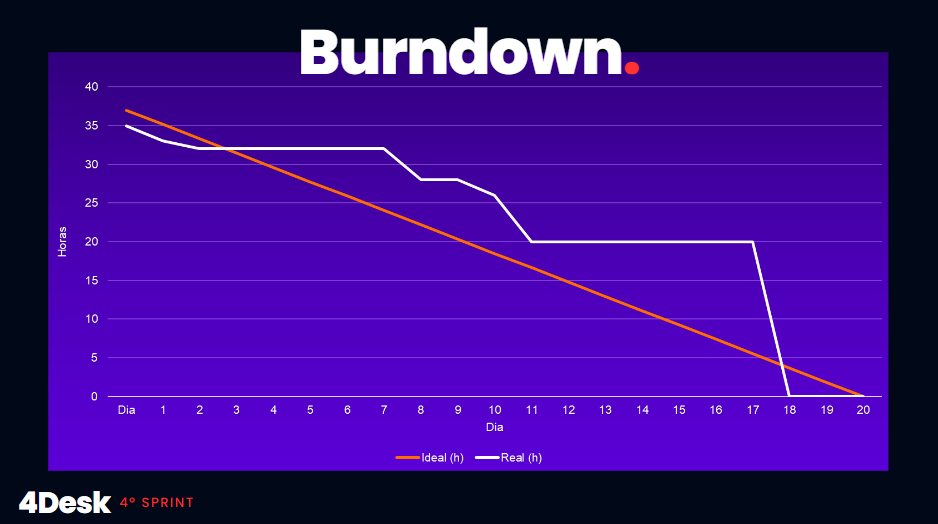 Burndown.
40
35
30
25
20
15
10
5
0
Horas
Dia 1 2 3 4 5 6 7 8 9 10 11 12 13 14 15 16 17 18 19 20
Dia
Ideal (h) Real (h)
4Desk 4º SPRINT